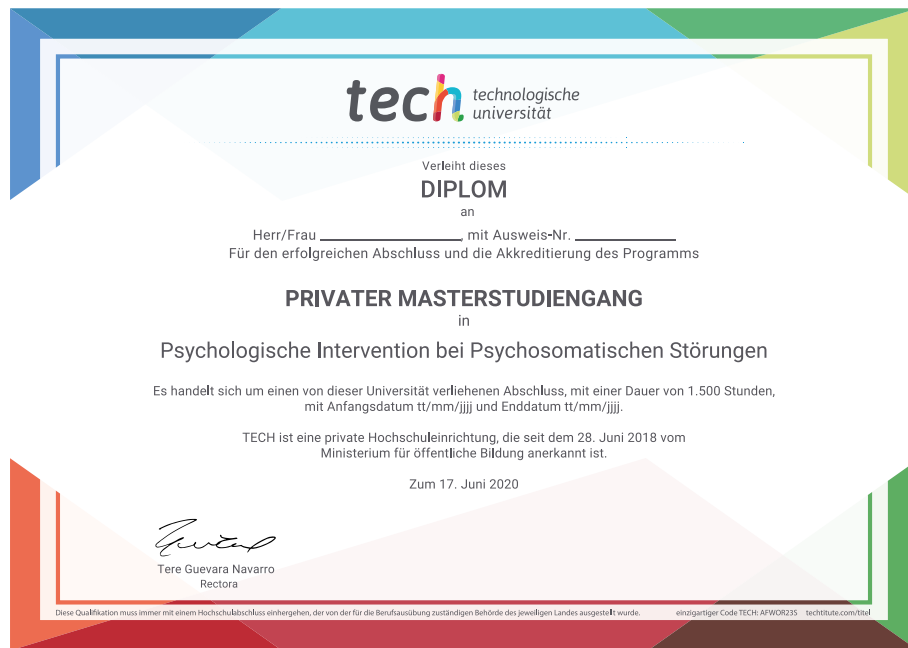 tech technologische
universität
Verleiht dieses
DIPLOM
an
Herr/Frau ____________________, mit Ausweis-Nr. ______________
Für den erfolgreichen Abschluss und die Akkreditierung des Programms
PRIVATER MASTERSTUDIENGANG
in
Psychologische Intervention bei Psychosomatischen Störungen
Es handelt sich um einen von dieser Universität verliehenen Abschluss, mit einer Dauer von 1.500 Stunden,
mit Anfangsdatum tt/mm/jjjj und Enddatum tt/mm/jjjj.
TECH ist eine private Hochschuleinrichtung, die seit dem 28. Juni 2018 vom
Ministerium für öffentliche Bildung anerkannt ist.
Zum 17. Juni 2020
Tere Guevara Navarro
Rectora
Diese Qualifikation muss immer mit einem Hochschulabschluss einhergehen, der von der für die Berufsausübung zuständigen Behörde des jeweiligen Landes ausgestellt wurde. einzigartiger Code TECH: AFWOR23S techtitute.com/titel